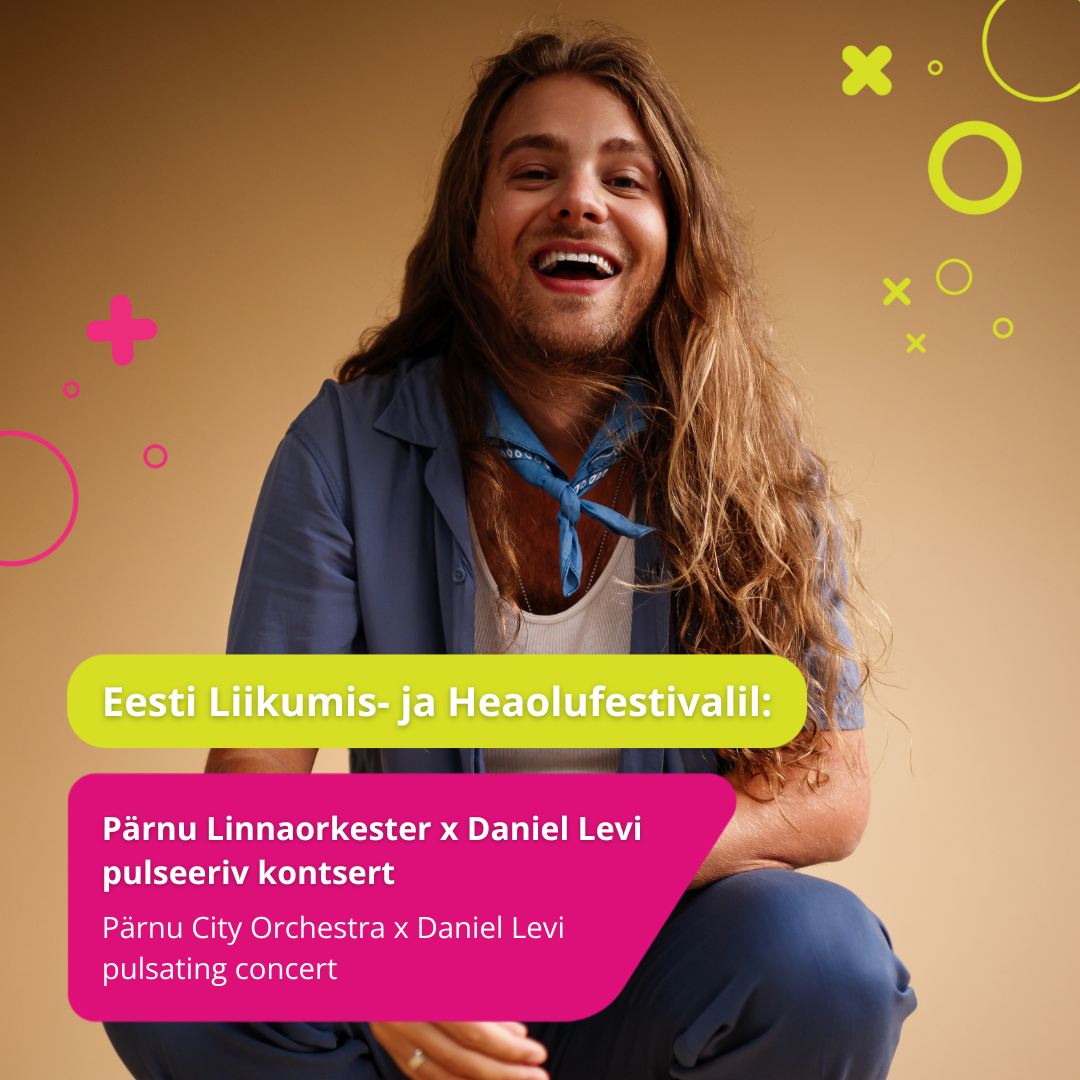 Eesti Liikumis- ja Heaolufestivalil:
Pärnu Linnaorkester x Daniel Levi
pulseeriv kontsert
Pärnu City Orchestra x Daniel Levi
pulsating concert